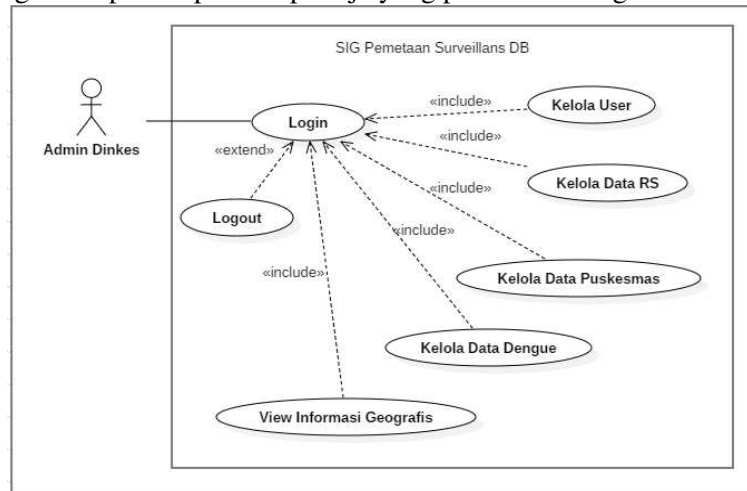 SIG Pemetaan Surveillans DB
Admin Dinkes
Login
«include»
Kelola User
«include»
Kelola Data RS
«extend»
«include»
Logout
«include»
Kelola Data Puskesmas
«include»
Kelola Data Dengue
View Informasi Geografis